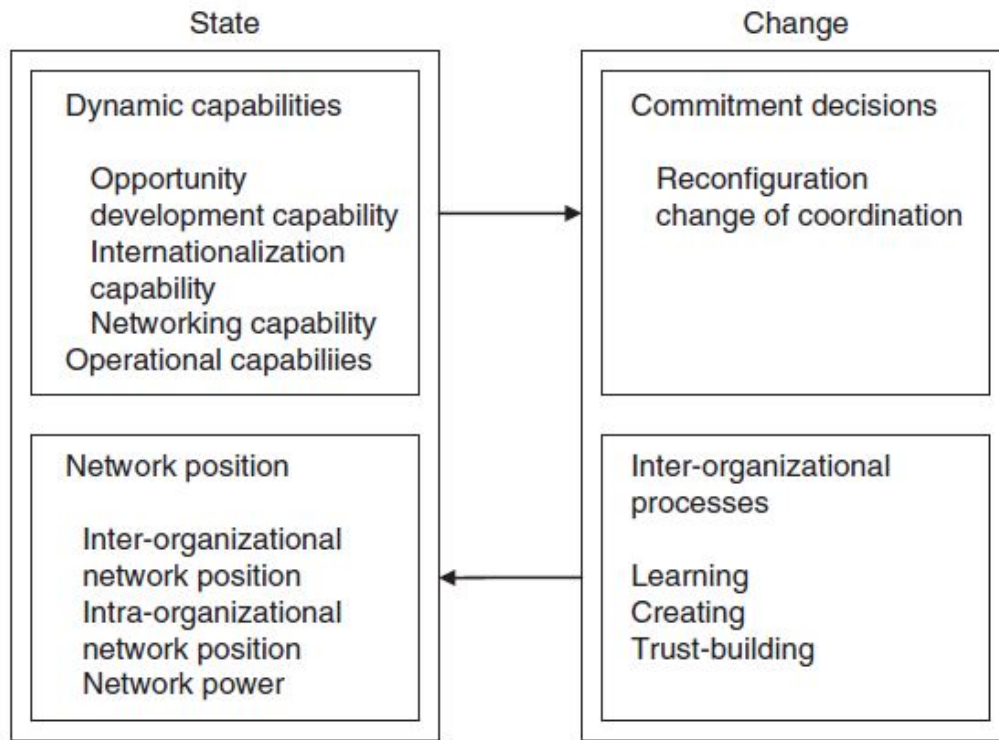 State
Dynamic capabilities
Opportunity
development capability
Internationalization
capability
Networking capability
Operational capabiliies
Network position
Inter-organizational
network position
Intra-organizational
network position
Network power
Change
Commitment decisions
Reconfiguration
change of coordination
Inter-organizational
processes
Learning
Creating
Trust-building